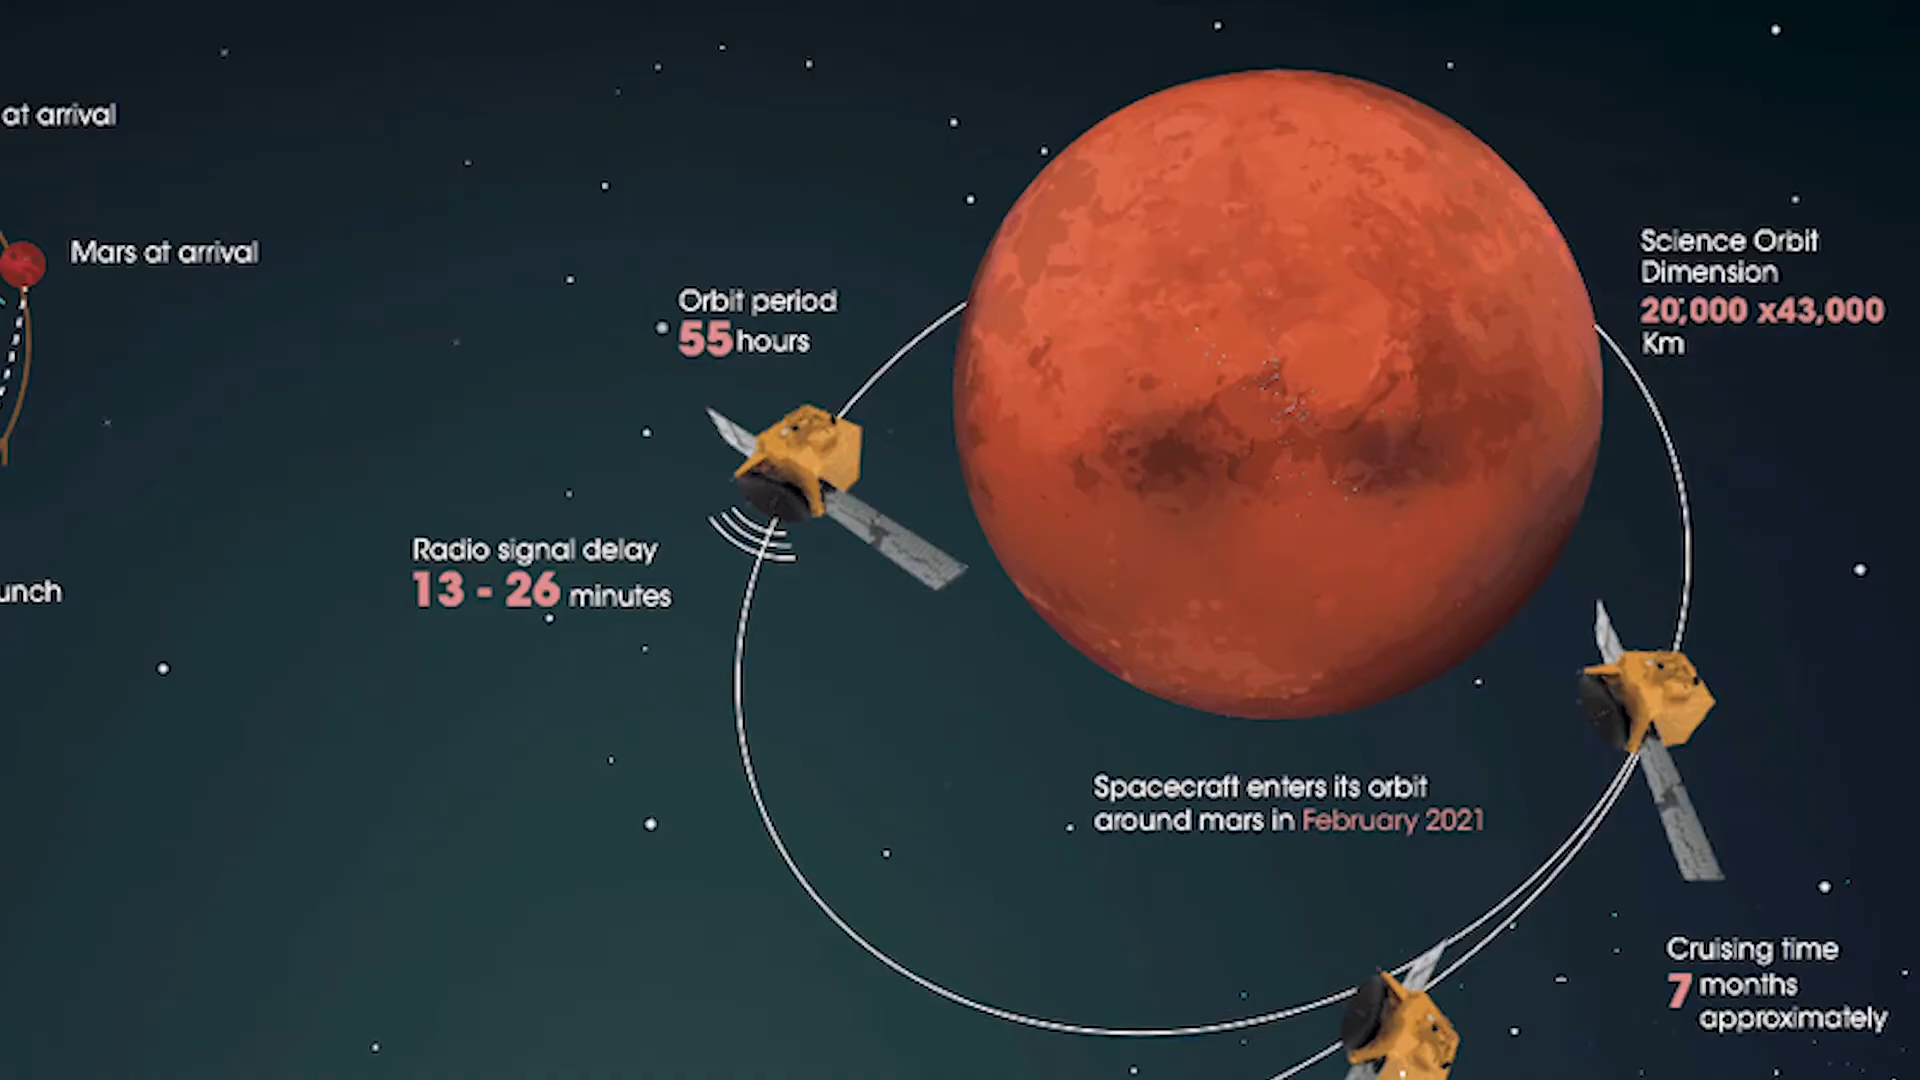 at arrival
Mars at arrival
unch
Orbit period
55 hours
Radio signal delay
13 - 26 minutes
Science Orbit
Dimension
20,000 x43,000
Km
Spacecraft enters its orbit
around mars in February 2021
Cruising time
7 months
approximately